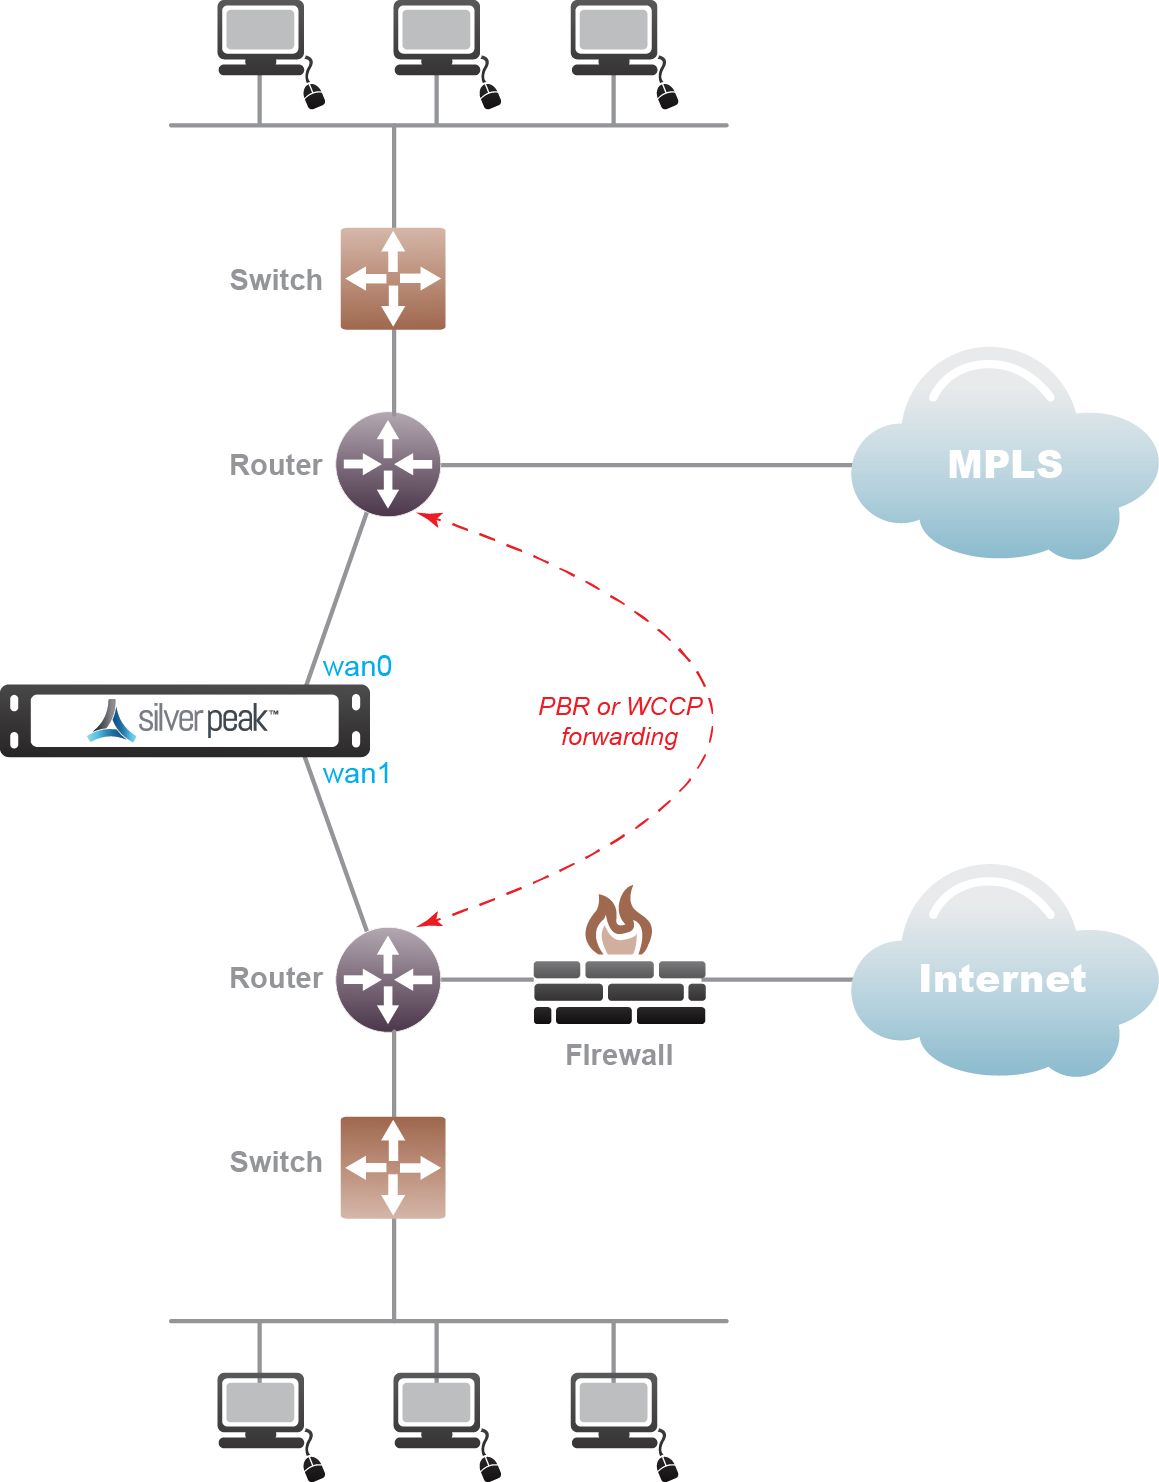 Switch
Router
MPLS
wan0
silver peak™
PBR or WCCP
forwarding
wan1
Router
Internet
FIrewall
Switch